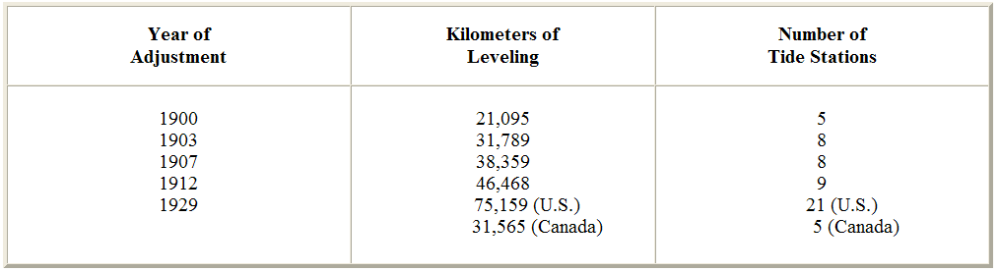 Year of Adjustment Kilometers of Leveling Number of Tide Stations
1900 21,095 5
1903 31,789 8
1907 38,359 8
1912 46,468 9
1929 75,159 (U.S.) 21 (U.S.)
31,565 (Canada) 5 (Canada)